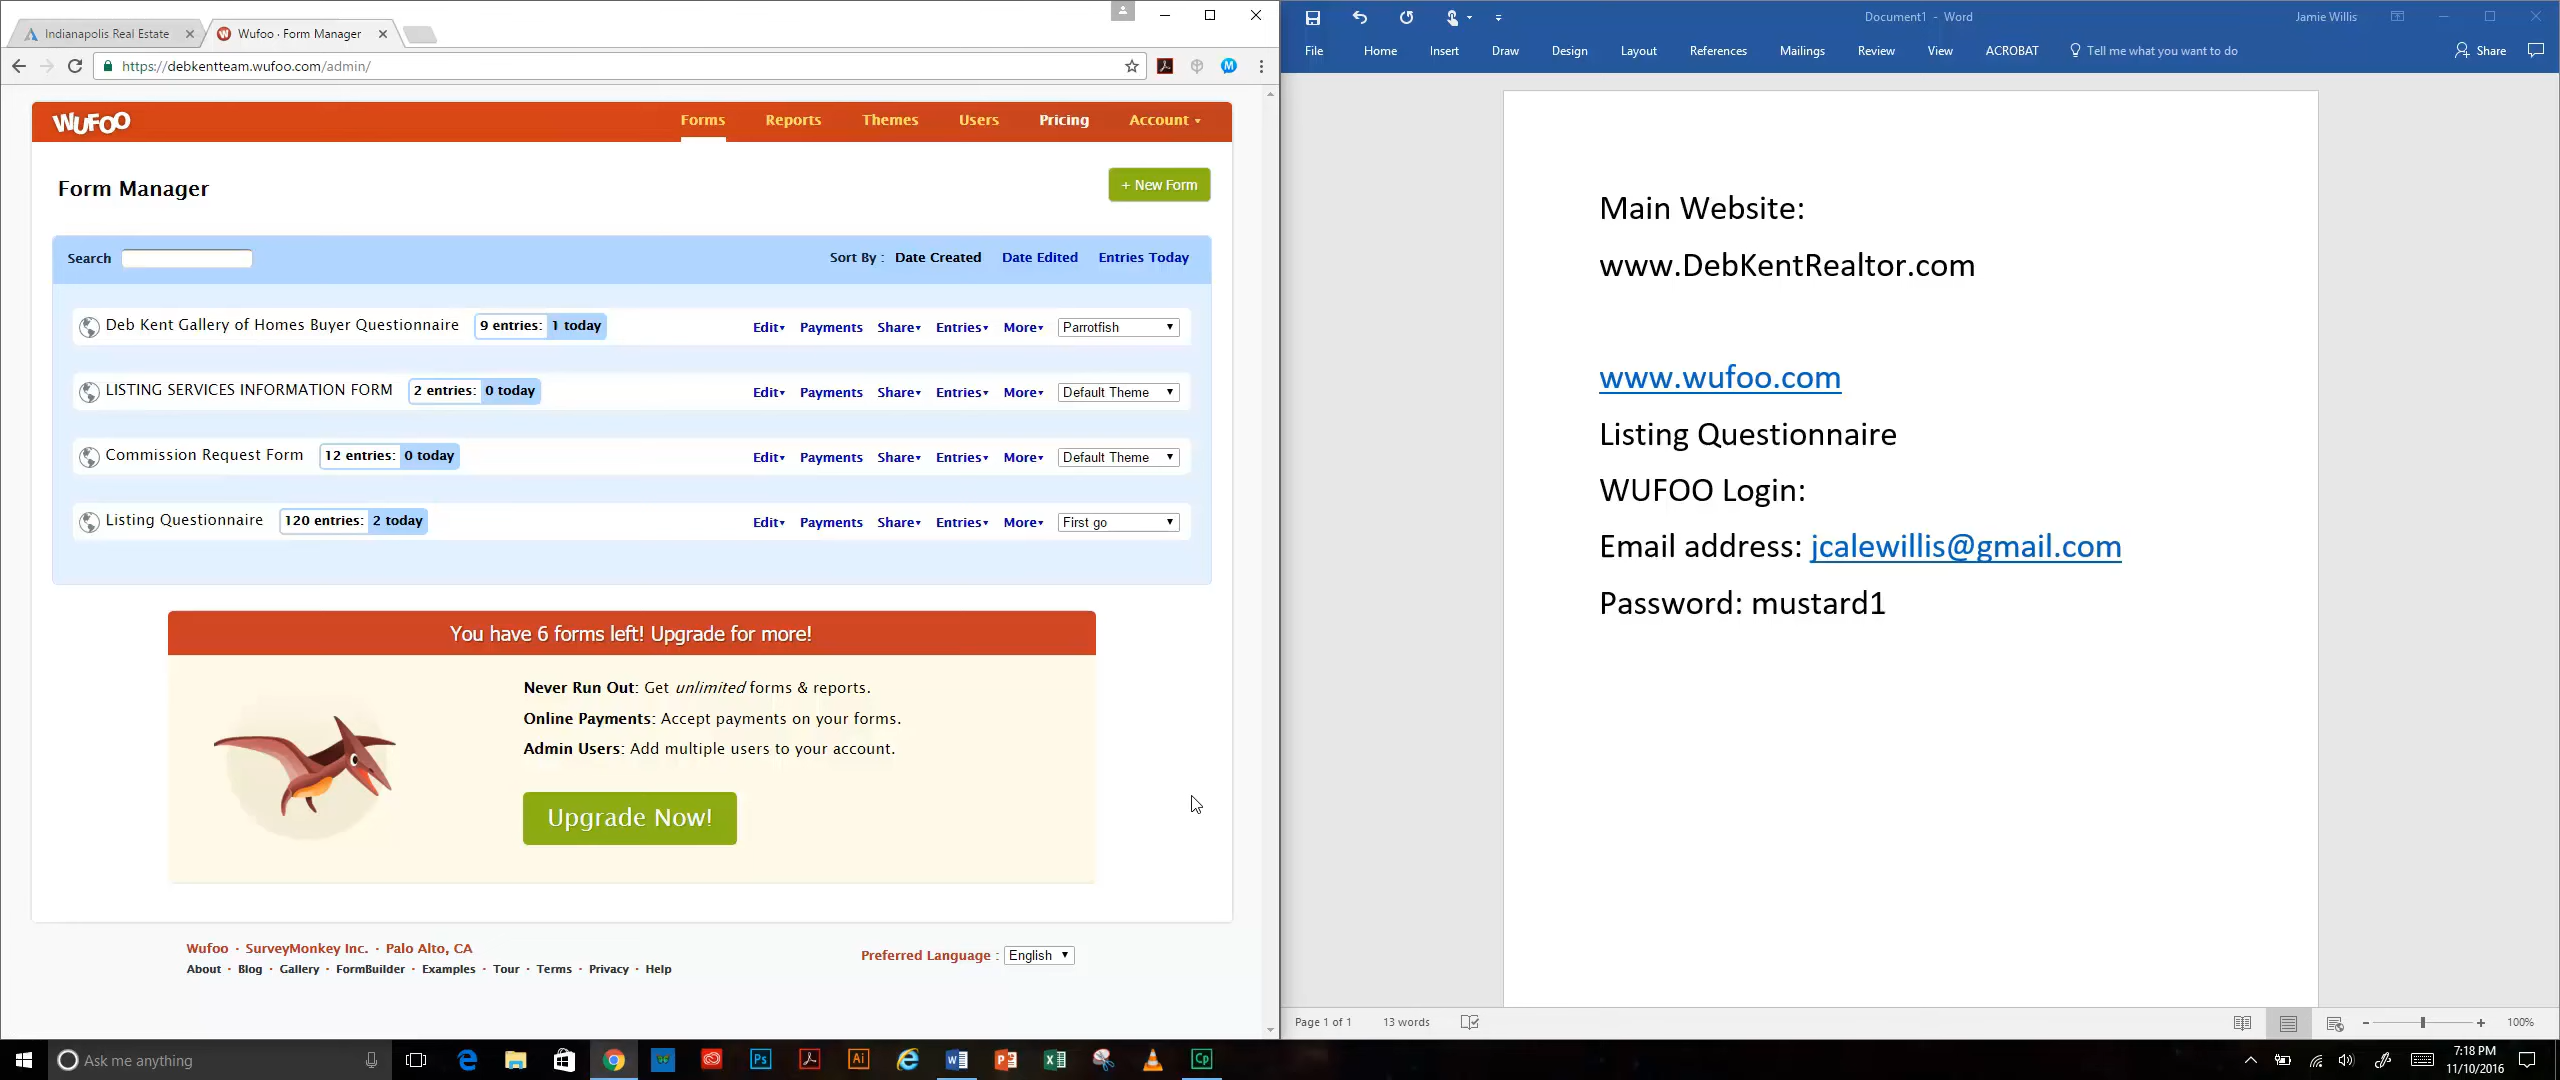 Indianapolis Real Estate
Wufoo · Form Manager
https://debkentteam.wufoo.com/admin/
WUFOO
Forms Reports Themes Users Pricing Account
Form Manager
+ New Form
Search Sort By : Date Created Date Edited Entries Today
Deb Kent Gallery of Homes Buyer Questionnaire 9 entries: 1 today Edit Payments Share Entries More Parrotfish
LISTING SERVICES INFORMATION FORM 2 entries: 0 today Edit Payments Share Entries More Default Theme
Commission Request Form 12 entries: 0 today Edit Payments Share Entries More Default Theme
Listing Questionnaire 120 entries: 2 today Edit Payments Share Entries More First go
You have 6 forms left! Upgrade for more!
Never Run Out: Get unlimited forms & reports.
Online Payments: Accept payments on your forms.
Admin Users: Add multiple users to your account.
Upgrade Now!
Wufoo · SurveyMonkey Inc. · Palo Alto, CA
About · Blog · Gallery · FormBuilder · Examples · Tour · Terms · Privacy · Help
Preferred Language : English
Document1 - Word
Jamie Willis
File Home Insert Draw Design Layout References Mailings Review View ACROBAT Tell me what you want to do Share
Main Website:
www.DebKentRealtor.com
www.wufoo.com
Listing Questionnaire
WUFOO Login:
Email address: jcalewillis@gmail.com
Password: mustard1
Page 1 of 1 13 words
100%
Ask me anything
7:18 PM
11/10/2016